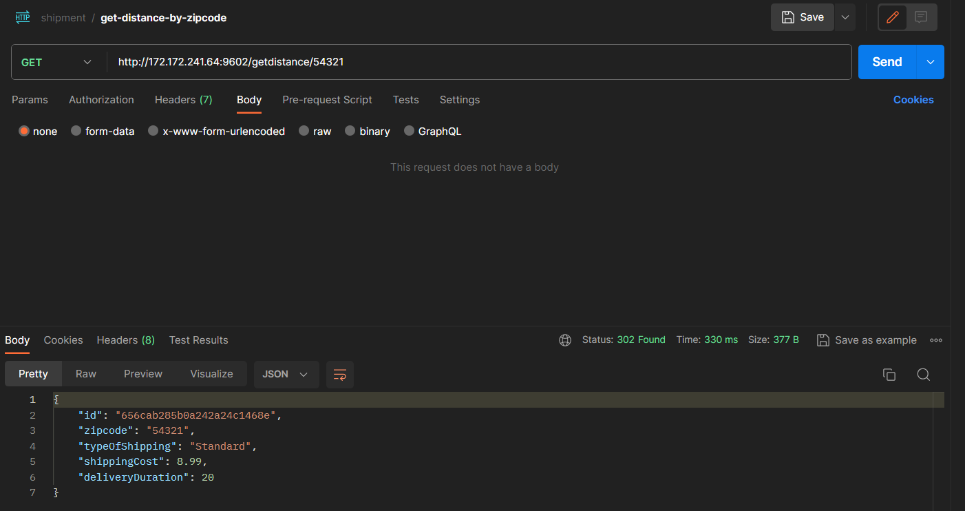 HTTP shipment / get-distance-by-zipcode Save
GET http://172.172.241.64:9602/getdistance/54321 Send
Params Authorization Headers (7) Body Pre-request Script Tests Settings Cookies
none form-data x-www-form-urlencoded raw binary GraphQL
This request does not have a body
Body Cookies Headers (8) Test Results Status: 302 Found Time: 330 ms Size: 377 B Save as example
Pretty Raw Preview Visualize JSON
1 {
2 "id": "656cab285b0a242a24c1468e",
3 "zipcode": "54321",
4 "typeOfShipping": "Standard",
5 "shippingCost": 8.99,
6 "deliveryDuration": 20
7 }